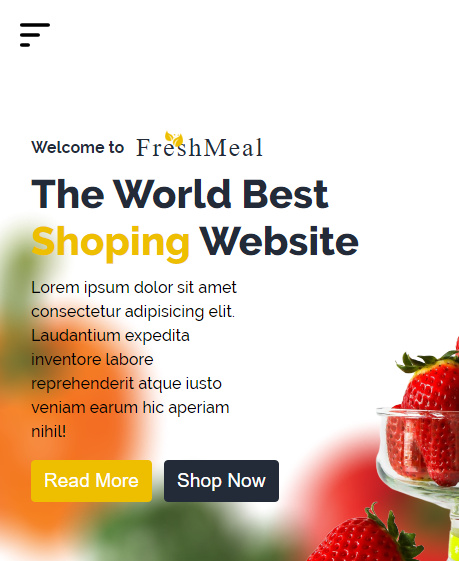 Welcome to FreshMeal
The World Best
Shoping Website
Lorem ipsum dolor sit amet
consectetur adipisicing elit.
Laudantium expedita
inventore labore
reprehenderit atque iusto
veniam earum hic aperiam
nihil!
Read More Shop Now